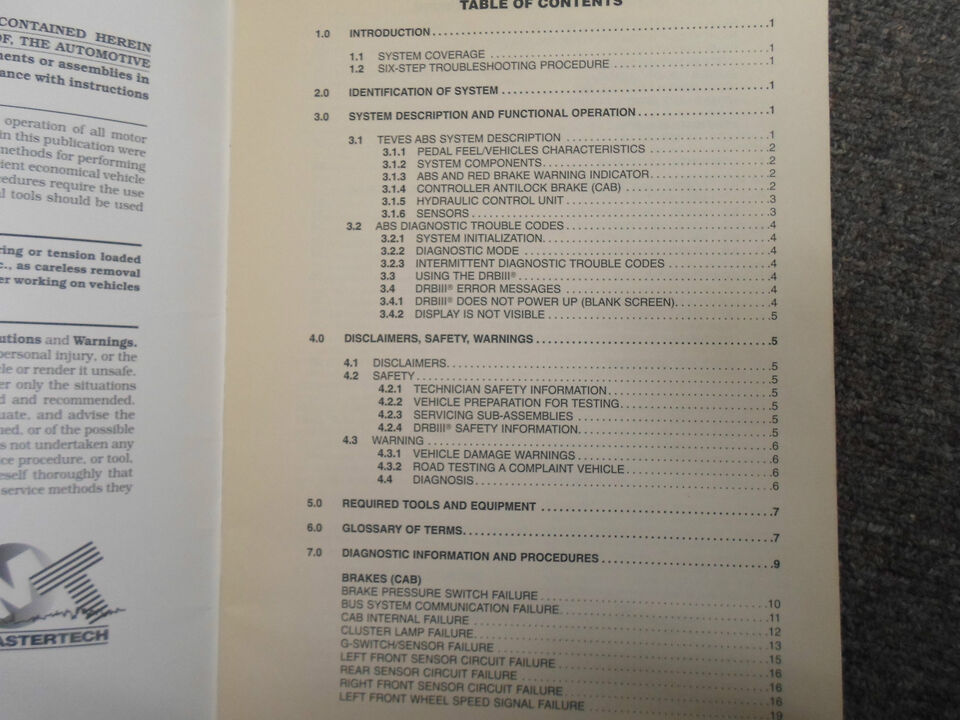 CONTAINED HEREIN
OF, THE AUTOMOTIVE
ments or assemblies in
ance with instructions
operation of all motor
in this publication were
methods for performing
ient economical vehicle
cedures require the use
al tools should be used
ring or tension loaded
c., as careless removal
er working on vehicles
utions and Warnings.
personal injury, or the
le or render it unsafe.
er only the situations
d and recommended.
uate, and advise the
ned, or of the possible
s not undertaken any
ce procedure, or tool,
eself thoroughly that
service methods they
ASTERTECH
TABLE OF CONTENTS
1.0 INTRODUCTION 1
1.1 SYSTEM COVERAGE 1
1.2 SIX-STEP TROUBLESHOOTING PROCEDURE 1
2.0 IDENTIFICATION OF SYSTEM 1
3.0 SYSTEM DESCRIPTION AND FUNCTIONAL OPERATION 1
3.1 TEVES ABS SYSTEM DESCRIPTION 1
3.1.1 PEDAL FEEL/VEHICLES CHARACTERISTICS 2
3.1.2 SYSTEM COMPONENTS 2
3.1.3 ABS AND RED BRAKE WARNING INDICATOR 2
3.1.4 CONTROLLER ANTILOCK BRAKE (CAB) 2
3.1.5 HYDRAULIC CONTROL UNIT 3
3.1.6 SENSORS 3
3.2 ABS DIAGNOSTIC TROUBLE CODES 4
3.2.1 SYSTEM INITIALIZATION 4
3.2.2 DIAGNOSTIC MODE 4
3.2.3 INTERMITTENT DIAGNOSTIC TROUBLE CODES 4
3.3 USING THE DRBIII® 4
3.4 DRBIII® ERROR MESSAGES 4
3.4.1 DRBIII® DOES NOT POWER UP (BLANK SCREEN) 4
3.4.2 DISPLAY IS NOT VISIBLE 5
4.0 DISCLAIMERS, SAFETY, WARNINGS 5
4.1 DISCLAIMERS 5
4.2 SAFETY 5
4.2.1 TECHNICIAN SAFETY INFORMATION 5
4.2.2 VEHICLE PREPARATION FOR TESTING 5
4.2.3 SERVICING SUB-ASSEMBLIES 5
4.2.4 DRBIII® SAFETY INFORMATION 5
4.3 WARNING 6
4.3.1 VEHICLE DAMAGE WARNINGS 6
4.3.2 ROAD TESTING A COMPLAINT VEHICLE 6
4.4 DIAGNOSIS 6
5.0 REQUIRED TOOLS AND EQUIPMENT 7
6.0 GLOSSARY OF TERMS 7
7.0 DIAGNOSTIC INFORMATION AND PROCEDURES 9
BRAKES (CAB)
BRAKE PRESSURE SWITCH FAILURE 10
BUS SYSTEM COMMUNICATION FAILURE 11
CAB INTERNAL FAILURE 12
CLUSTER LAMP FAILURE 13
G-SWITCH/SENSOR FAILURE 15
LEFT FRONT SENSOR CIRCUIT FAILURE 16
REAR SENSOR CIRCUIT FAILURE 16
RIGHT FRONT SENSOR CIRCUIT FAILURE 16
LEFT FRONT WHEEL SPEED SIGNAL FAILURE 19